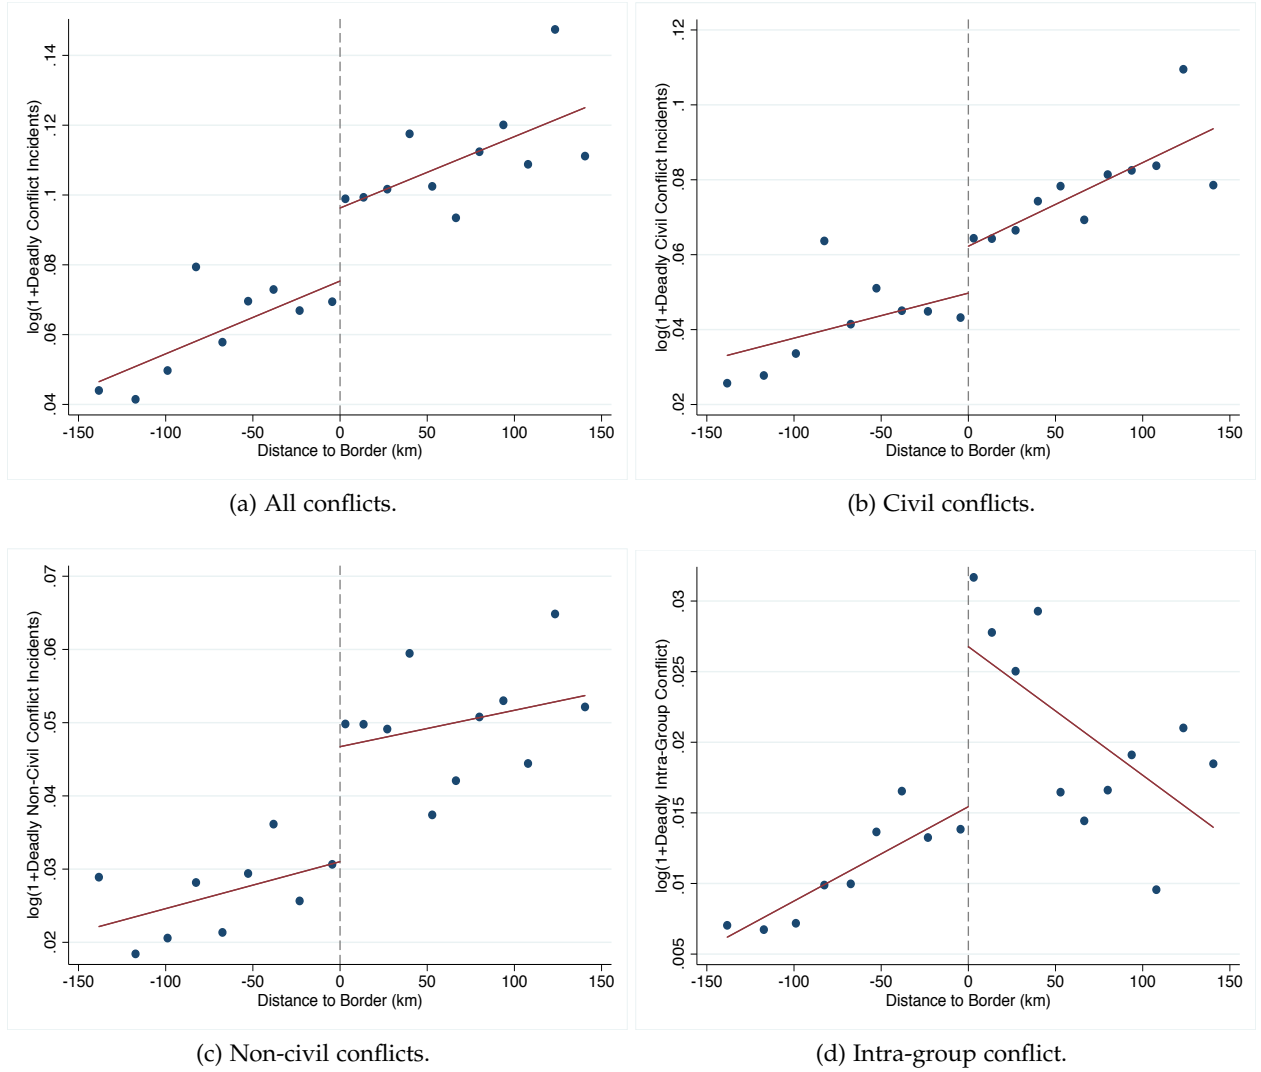 log(1+Deadly Conflict Incidents)
.14
.12
.1
.08
.06
.04
-150 -100 -50 0 50 100 150
Distance to Border (km)
(a) All conflicts.
log(1+Deadly Civil Conflict Incidents)
.12
.1
.08
.06
.04
.02
-150 -100 -50 0 50 100 150
Distance to Border (km)
(b) Civil conflicts.
log(1+Deadly Non-Civil Conflict Incidents)
.07
.06
.05
.04
.03
.02
-150 -100 -50 0 50 100 150
Distance to Border (km)
(c) Non-civil conflicts.
log(1+Deadly Intra-Group Conflict)
.03
.025
.02
.015
.01
.005
-150 -100 -50 0 50 100 150
Distance to Border (km)
(d) Intra-group conflict.